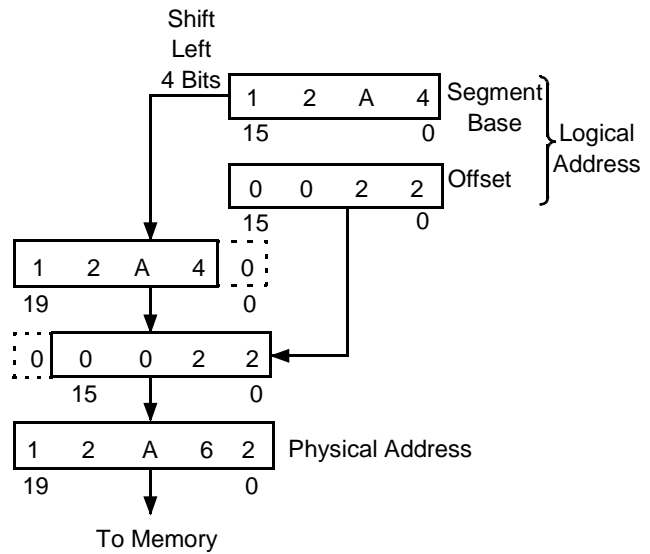 Shift
Left
4 Bits
1 2 A 4
Segment
Base
15 0
Logical
Address
0 0 2 2
Offset
15 0
1 2 A 4 0
19 0
0 0 0 2 2
15 0
1 2 A 6 2
Physical Address
19 0
To Memory